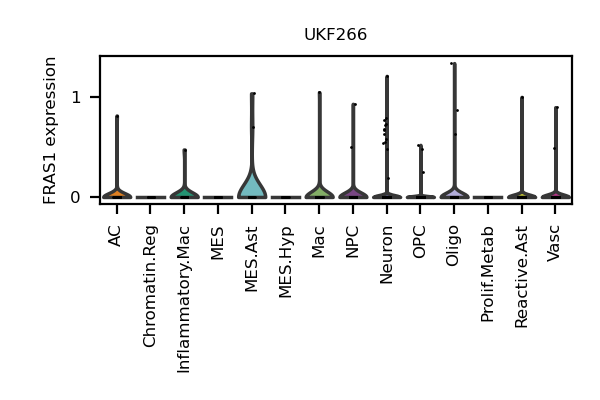 UKF266
FRAS1 expression
1
0
AC
Chromatin.Reg
Inflammatory.Mac
MES
MES.Ast
MES.Hyp
Mac
NPC
Neuron
OPC
Oligo
Prolif.Metab
Reactive.Ast
Vasc